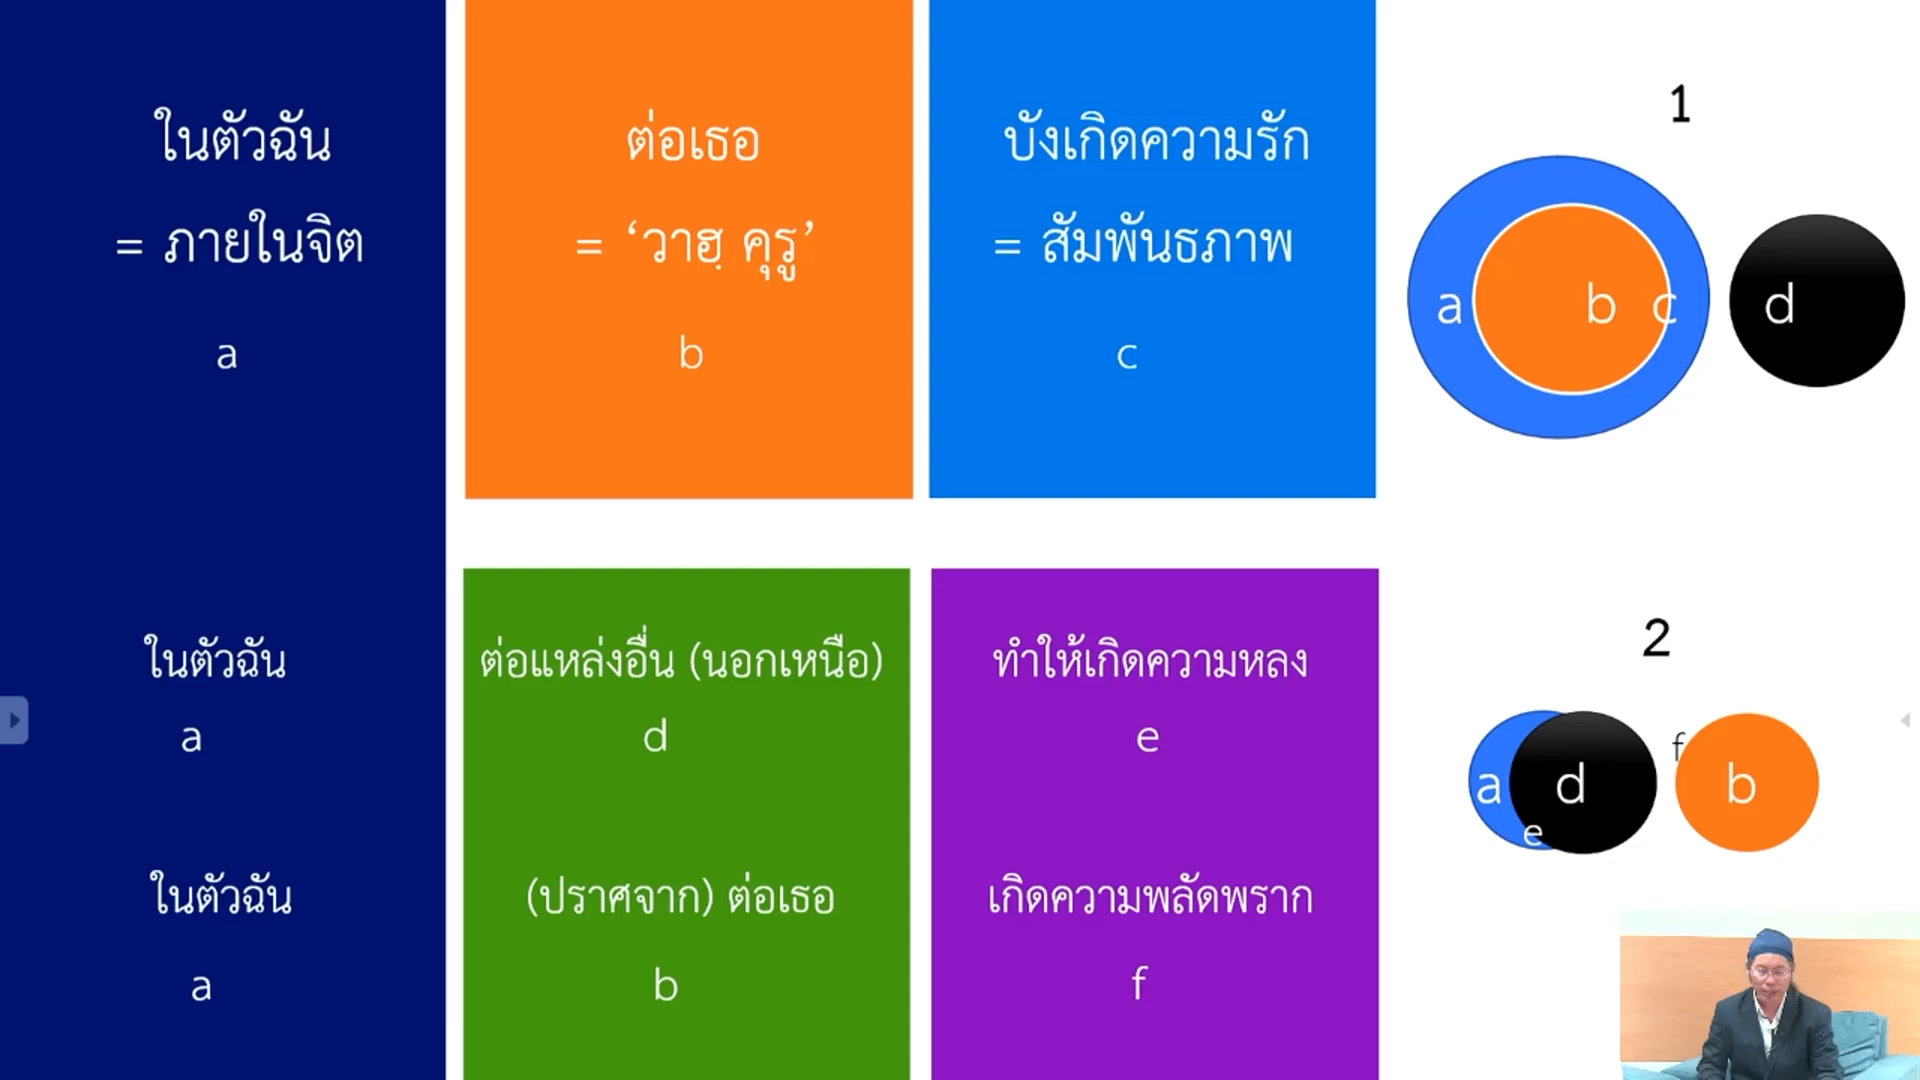 ในตัวฉัน
= ภายในจิต
a
ต่อเธอ
= ‘วาฮฺ คุรู’
b
บังเกิดความรัก
= สัมพันธภาพ
c
1
a b c d
ในตัวฉัน
a
ต่อแหล่งอื่น (นอกเหนือ)
d
ทำให้เกิดความหลง
e
ในตัวฉัน
a
(ปราศจาก) ต่อเธอ
b
เกิดความพลัดพราก
f
2
f
a d b
e